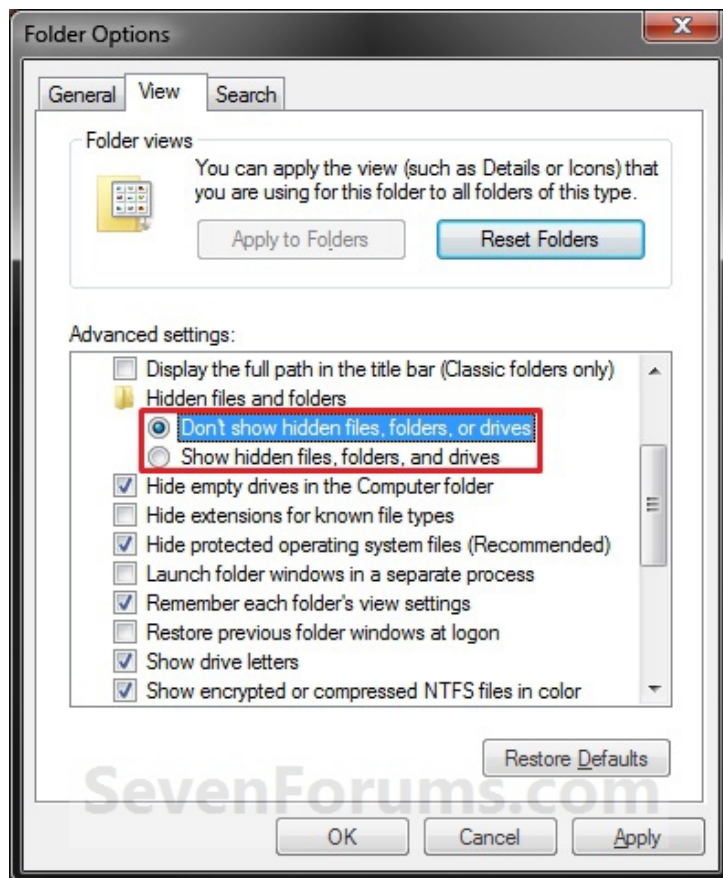 Folder Options
General
View
Search
Folder views
You can apply the view (such as Details or Icons) that
you are using for this folder to all folders of this type.
Apply to Folders
Reset Folders
Advanced settings:
Display the full path in the title bar (Classic folders only)
Hidden files and folders
Don't show hidden files, folders, or drives
Show hidden files, folders, and drives
Hide empty drives in the Computer folder
Hide extensions for known file types
Hide protected operating system files (Recommended)
Launch folder windows in a separate process
Remember each folder's view settings
Restore previous folder windows at logon
Show drive letters
Show encrypted or compressed NTFS files in color
Restore Defaults
SevenForums.com
OK
Cancel
Apply